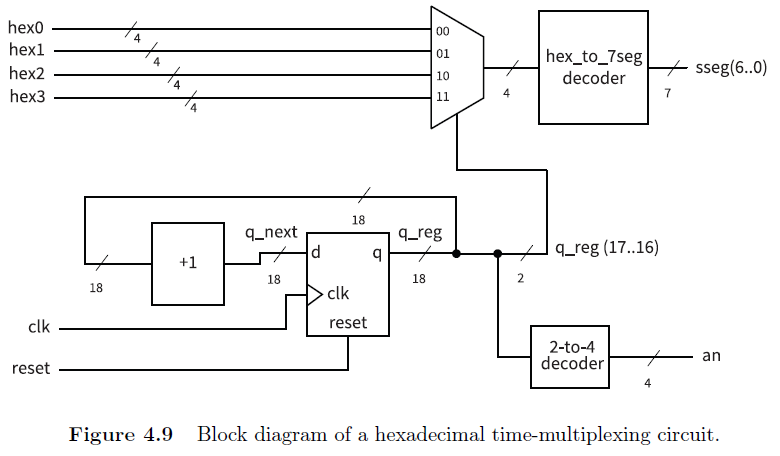 hex0
4
00
hex1
4
01
hex2
4
10
hex3
4
11
4
hex_to_7seg
decoder
7
sseg(6..0)
18
18
+1
q_next
18
d
q
clk
reset
q_reg
18
2
q_reg (17..16)
clk
reset
2-to-4
decoder
4
an
Figure 4.9 Block diagram of a hexadecimal time-multiplexing circuit.